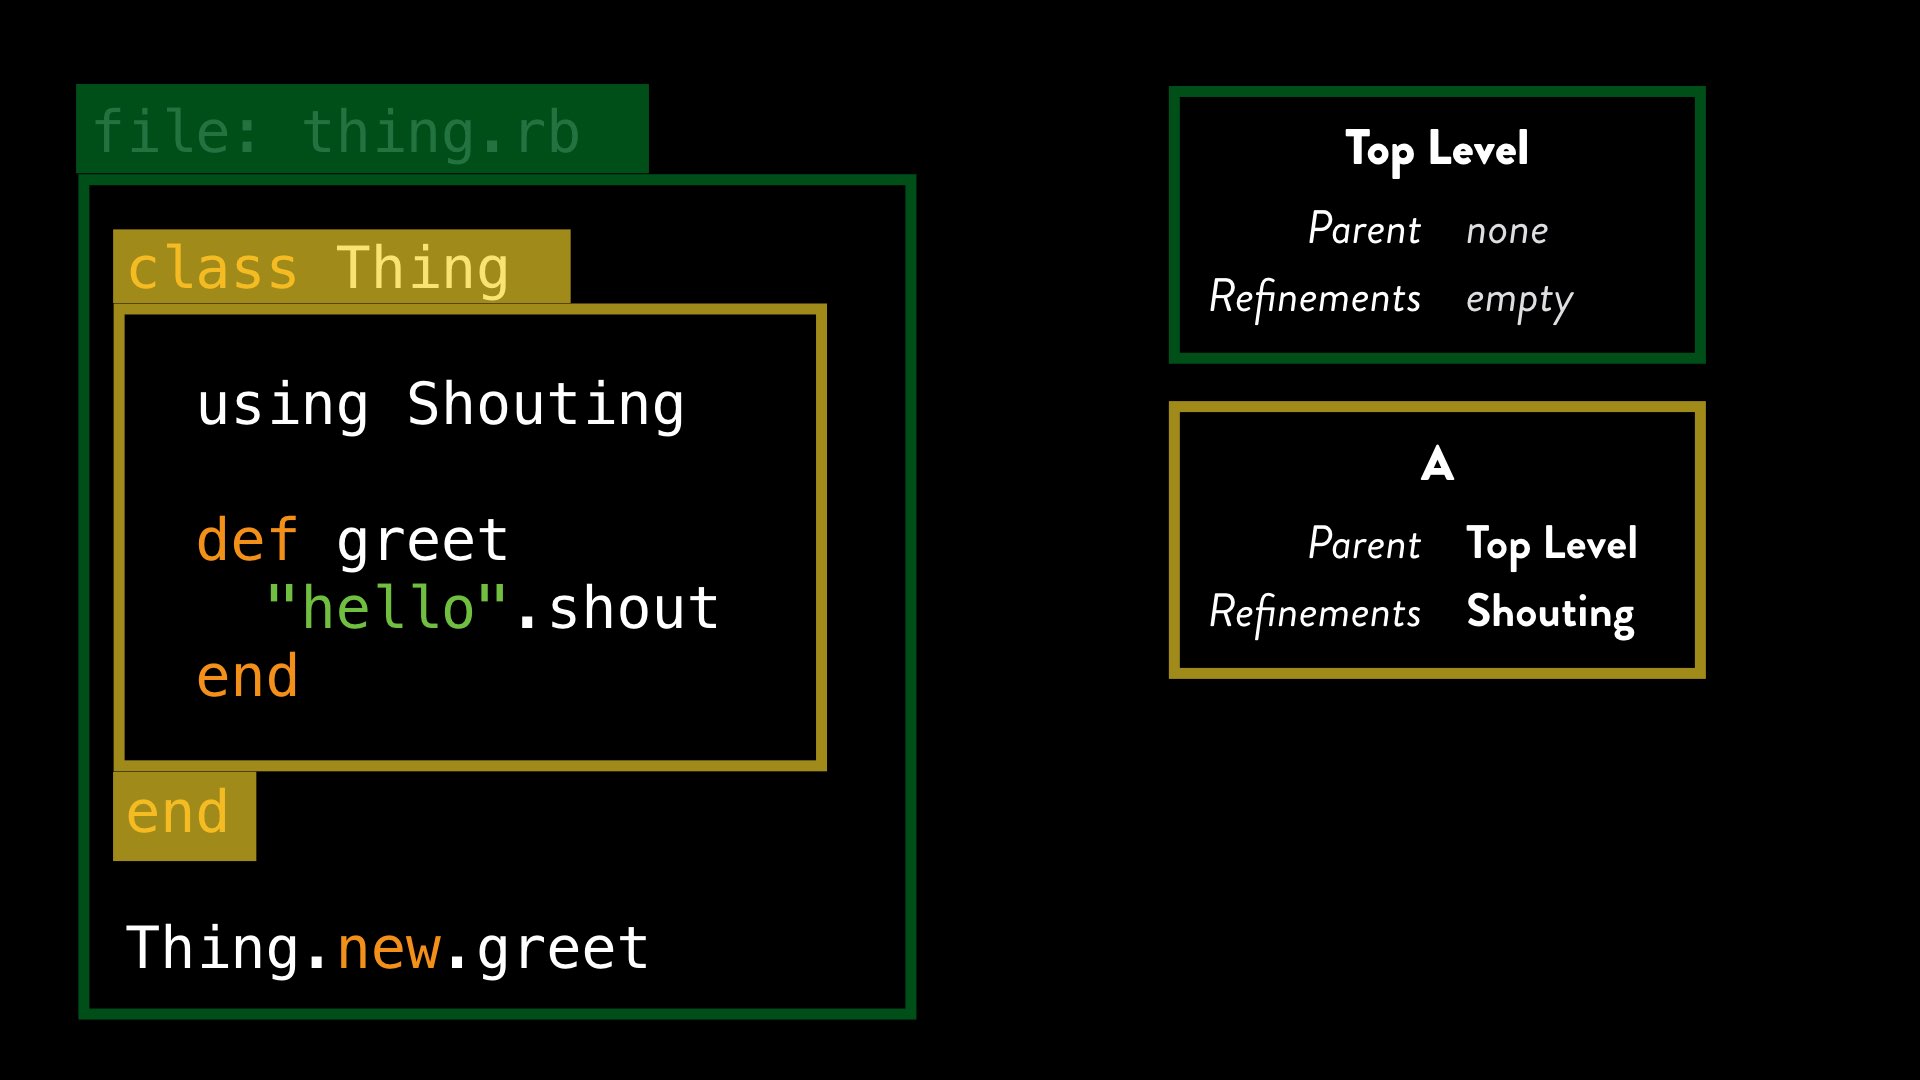 file: thing.rb
class Thing
using Shouting
def greet
"hello".shout
end
end
Thing.new.greet
Top Level
Parent none
Refinements empty
A
Parent Top Level
Refinements Shouting